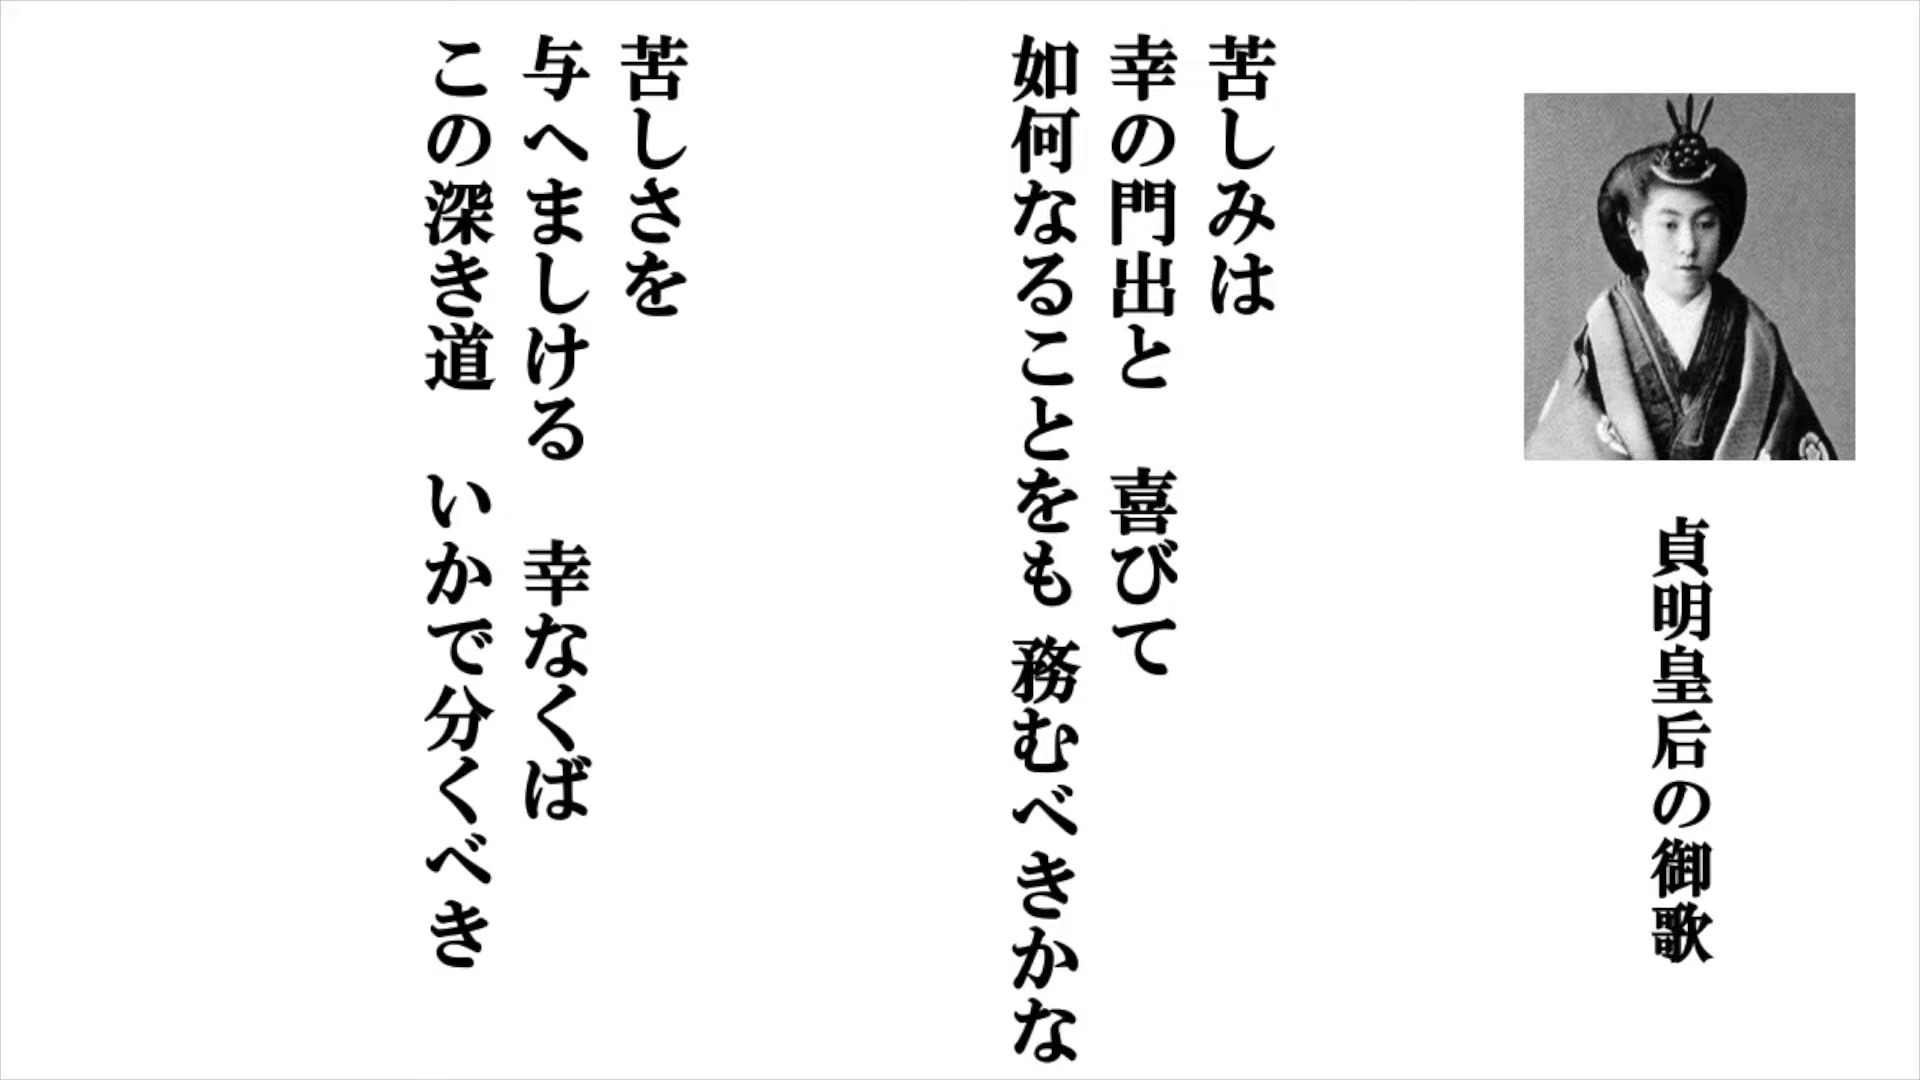 貞明皇后の御歌
苦しみは
幸の門出と　喜びて
如何なることをも 務むべきかな
苦しさを
与へましける　幸なくば
この深き道　いかで分くべき